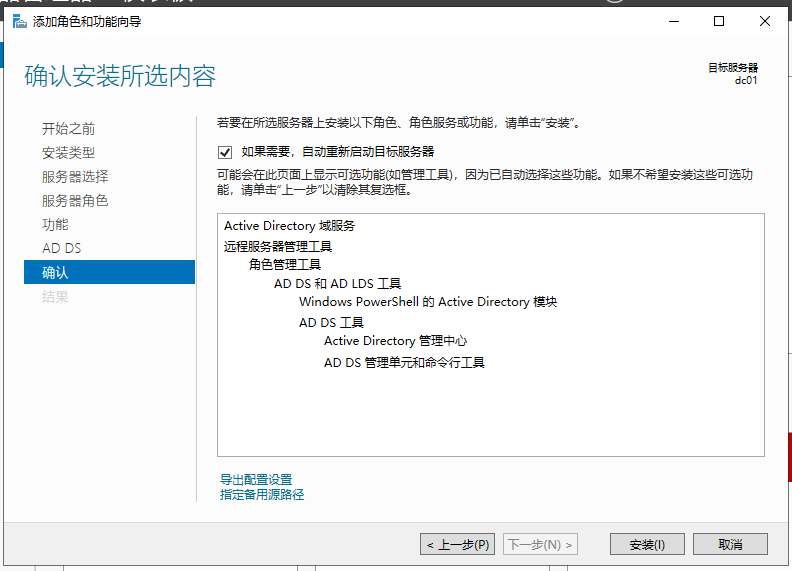 添加角色和功能向导
确认安装所选内容
目标服务器
dc01
开始之前
安装类型
服务器选择
服务器角色
功能
AD DS
确认
结果
若要在所选服务器上安装以下角色、角色服务或功能，请单击“安装”。
如果需要，自动重新启动目标服务器
可能会在此页面上显示可选功能(如管理工具)，因为已自动选择这些功能。如果不希望安装这些可选功
能，请单击“上一步”以清除其复选框。
Active Directory 域服务
远程服务器管理工具
角色管理工具
AD DS 和 AD LDS 工具
Windows PowerShell 的 Active Directory 模块
AD DS 工具
Active Directory 管理中心
AD DS 管理单元和命令行工具
导出配置设置
指定备用源路径
< 上一步(P)
下一步(N) >
安装(I)
取消